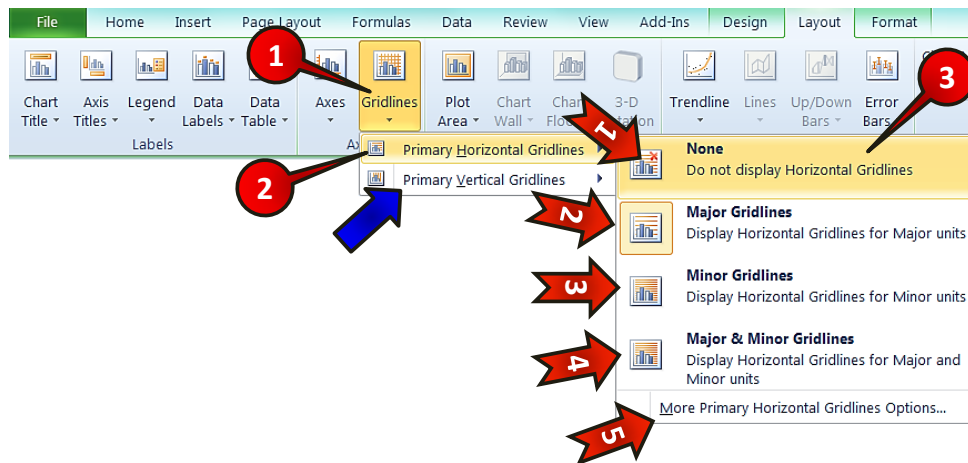 File Home Insert Page Layout Formulas Data Review View Add-Ins Design Layout Format
1
3
Chart Title
Axis Titles
Legend
Data Labels
Data Table
Axes
Gridlines
Plot Area
Chart Wall
3-D
Trendline
Lines
Up/Down Bars
Error Bars
Labels
2
Primary Horizontal Gridlines
Primary Vertical Gridlines
1
None
Do not display Horizontal Gridlines
2
Major Gridlines
Display Horizontal Gridlines for Major units
3
Minor Gridlines
Display Horizontal Gridlines for Minor units
4
Major & Minor Gridlines
Display Horizontal Gridlines for Major and
Minor units
5
More Primary Horizontal Gridlines Options...